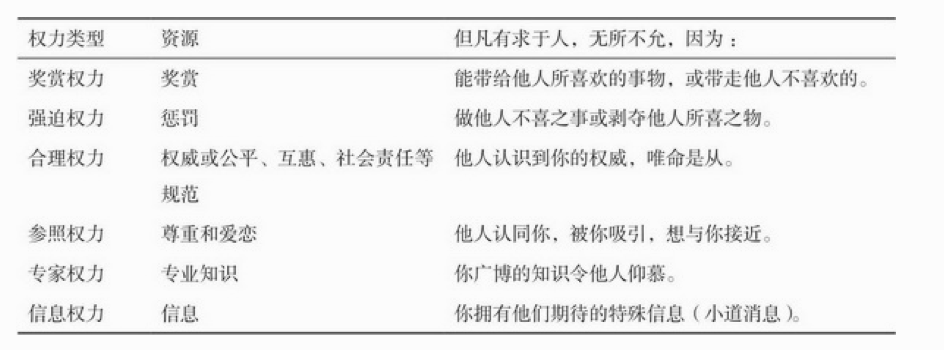 权力类型 资源 但凡有求于人，无所不允，因为：
奖赏权力 奖赏 能带给他人所喜欢的事物，或带走他人不喜欢的。
强迫权力 惩罚 做他人不喜之事或剥夺他人所喜之物。
合理权力 权威或公平、互惠、社会责任等 他人认识到你的权威，唯命是从。
规范
参照权力 尊重和爱恋 他人认同你，被你吸引，想与你接近。
专家权力 专业知识 你广博的知识令他人仰慕。
信息权力 信息 你拥有他们期待的特殊信息（小道消息）。